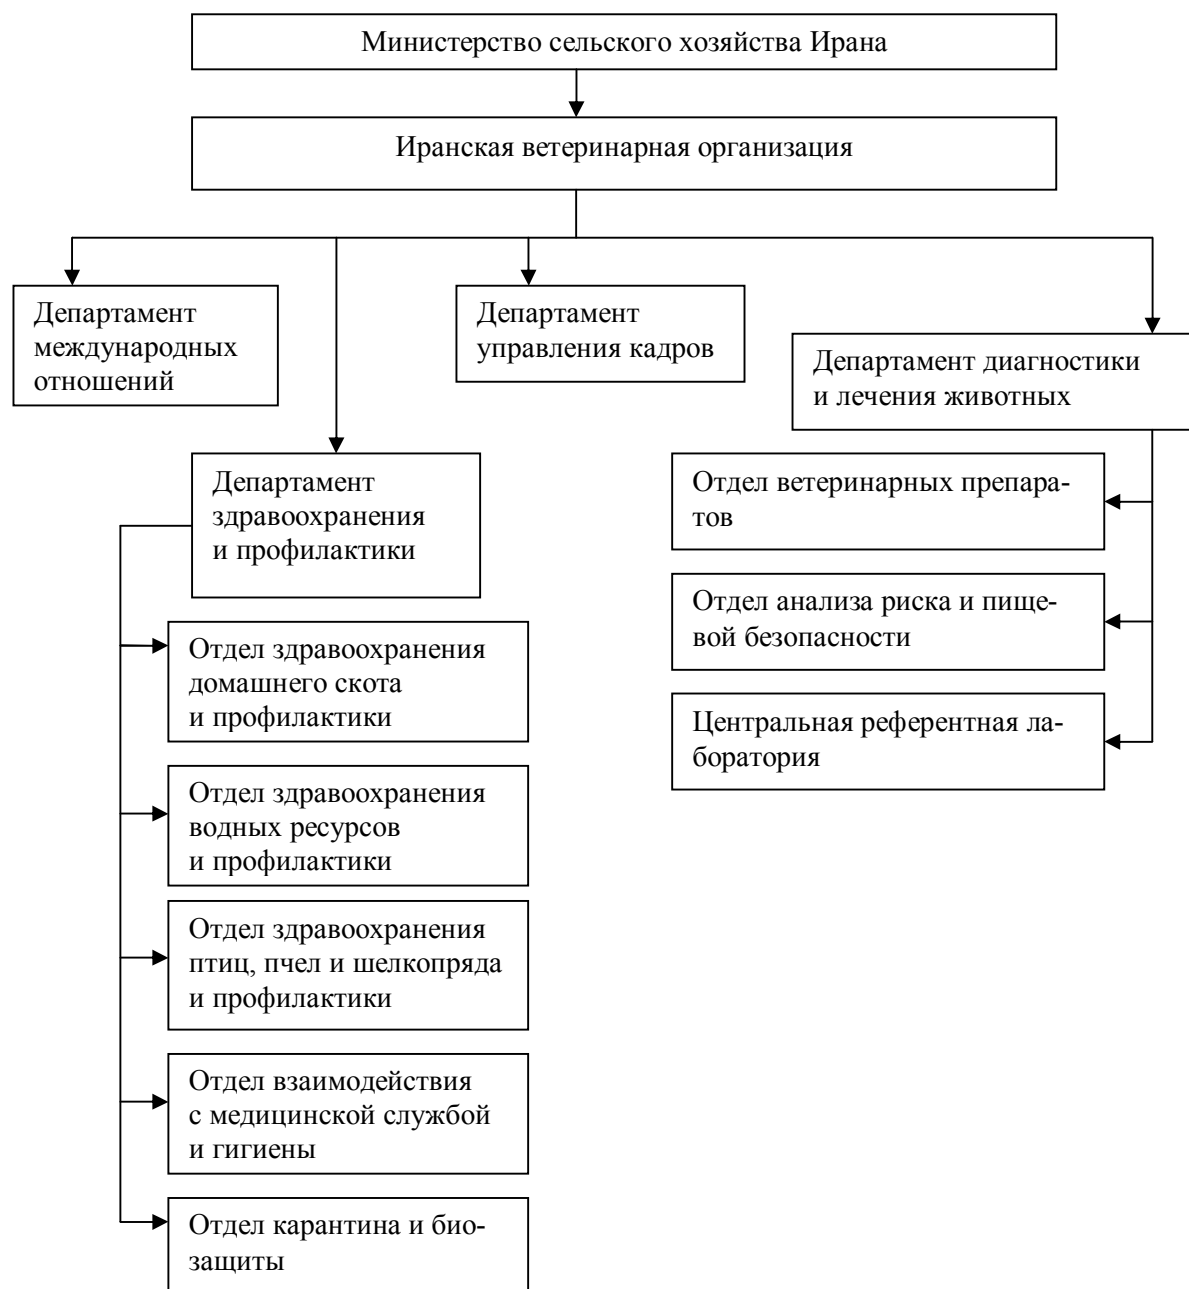 Министерство сельского хозяйства Ирана
Иранская ветеринарная организация
Департамент
международных
отношений
Департамент
управления кадров
Департамент диагностики
и лечения животных
Департамент
здравоохранения
и профилактики
Отдел ветеринарных препара-
тов
Отдел анализа риска и пище-
вой безопасности
Центральная референтная ла-
боратория
Отдел здравоохранения
домашнего скота
и профилактики
Отдел здравоохранения
водных ресурсов
и профилактики
Отдел здравоохранения
птиц, пчел и шелкопряда
и профилактики
Отдел взаимодействия
с медицинской службой
и гигиены
Отдел карантина и био-
защиты